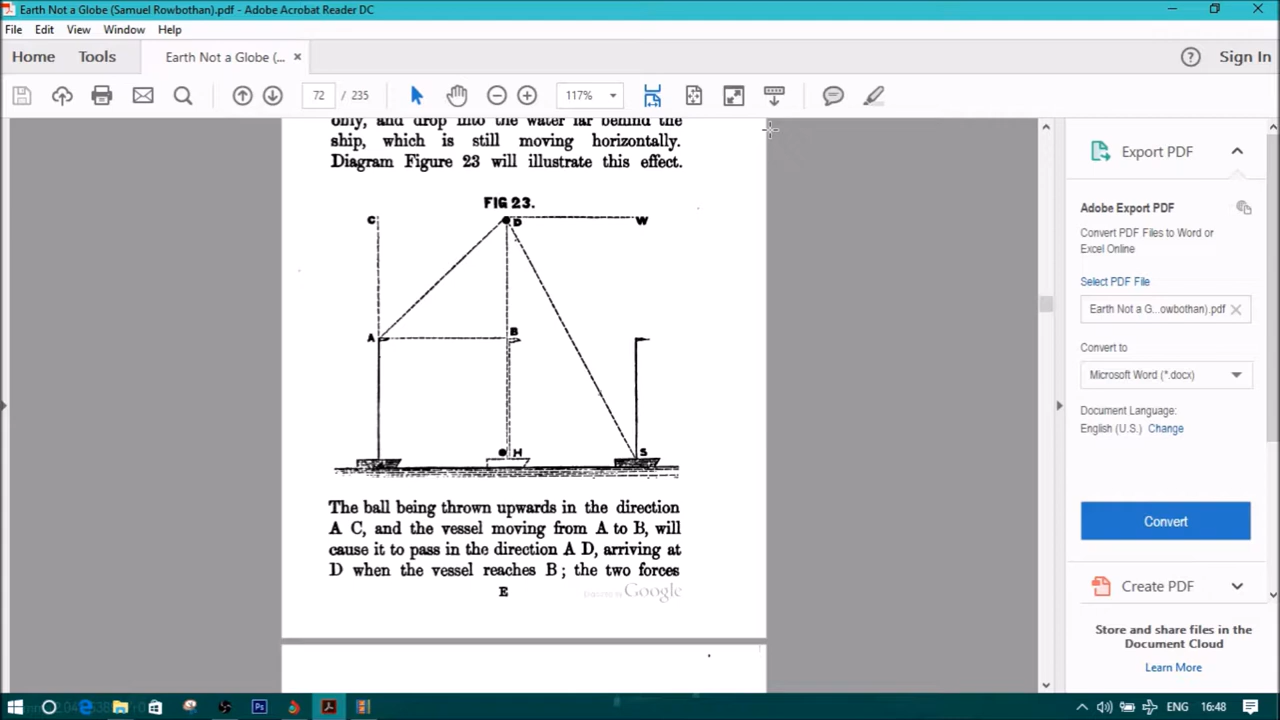 Earth Not a Globe (Samuel Rowbothan).pdf - Adobe Acrobat Reader DC
File Edit View Window Help
Home Tools Earth Not a Globe (... × Sign In
72 / 235 117%
only, and drop into the water far behind the
ship, which is still moving horizontally.
Diagram Figure 23 will illustrate this effect.
FIG 23.
C D W
A B
H S
The ball being thrown upwards in the direction
A C, and the vessel moving from A to B, will
cause it to pass in the direction A D, arriving at
D when the vessel reaches B; the two forces
E
Google
Export PDF
Adobe Export PDF
Convert PDF Files to Word or
Excel Online
Select PDF File
Earth Not a G...owbothan).pdf
Convert to
Microsoft Word (*.docx)
Document Language:
English (U.S.) Change
Convert
Create PDF
Store and share files in the
Document Cloud
Learn More
ENG 16:48